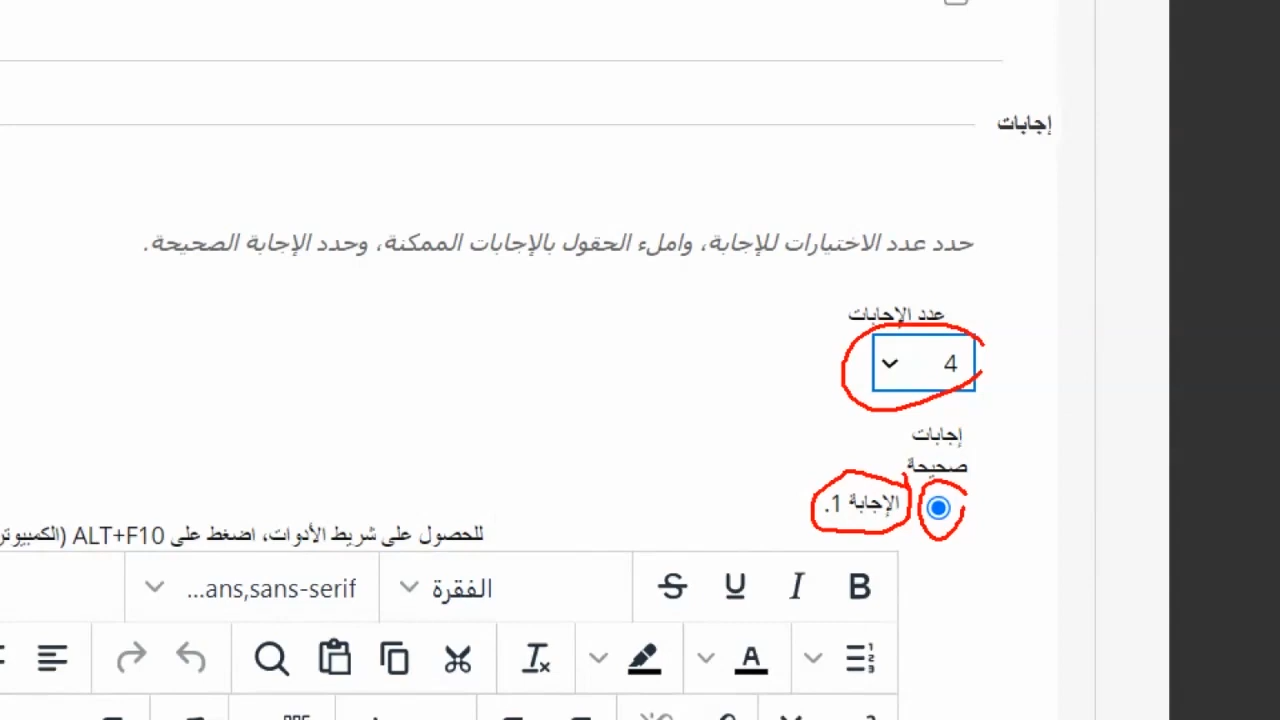 إجابات
حدد عدد الاختيارات للإجابة، واملء الحقول بالإجابات الممكنة، وحدد الإجابة الصحيحة.
عدد الإجابات
4
إجابات
صحيحة
الإجابة 1.
للحصول على شريط الأدوات، اضغط على ALT+F10 (الكمبيوتر
B I U S الفقرة ...ans,sans-serif